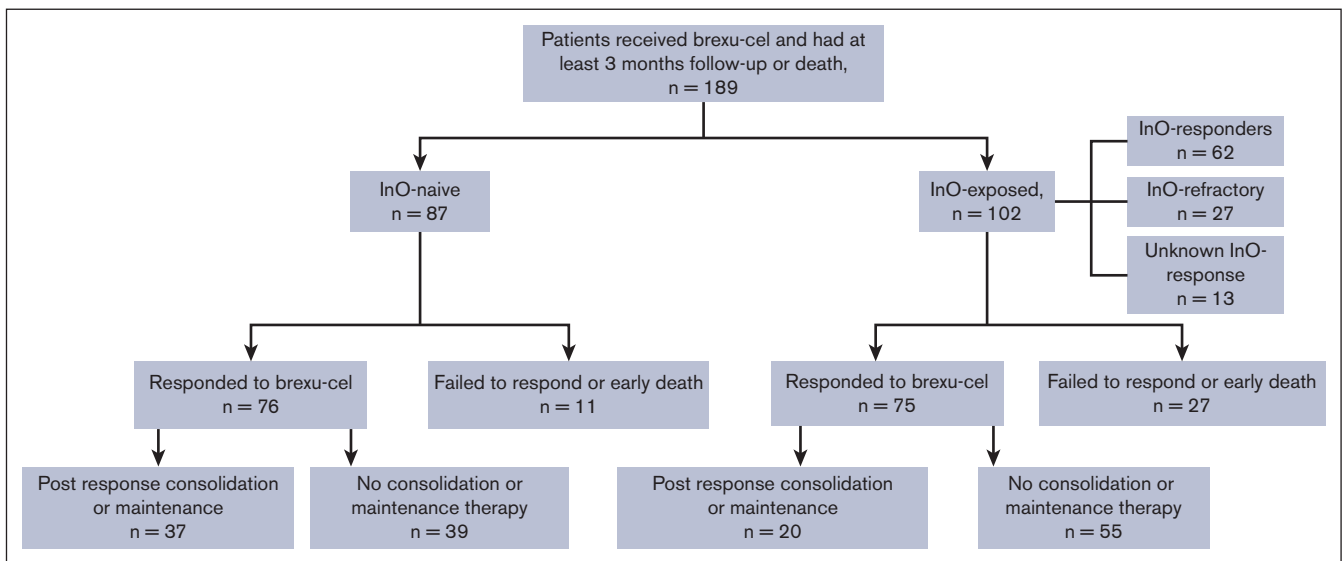 Patients received brexu-cel and had at
least 3 months follow-up or death,
n = 189
InO-naive
n = 87
InO-exposed,
n = 102
InO-responders
n = 62
InO-refractory
n = 27
Unknown InO-
response
n = 13
Responded to brexu-cel
n = 76
Failed to respond or early death
n = 11
Responded to brexu-cel
n = 75
Failed to respond or early death
n = 27
Post response consolidation
or maintenance
n = 37
No consolidation or
maintenance therapy
n = 39
Post response consolidation
or maintenance
n = 20
No consolidation or
maintenance therapy
n = 55